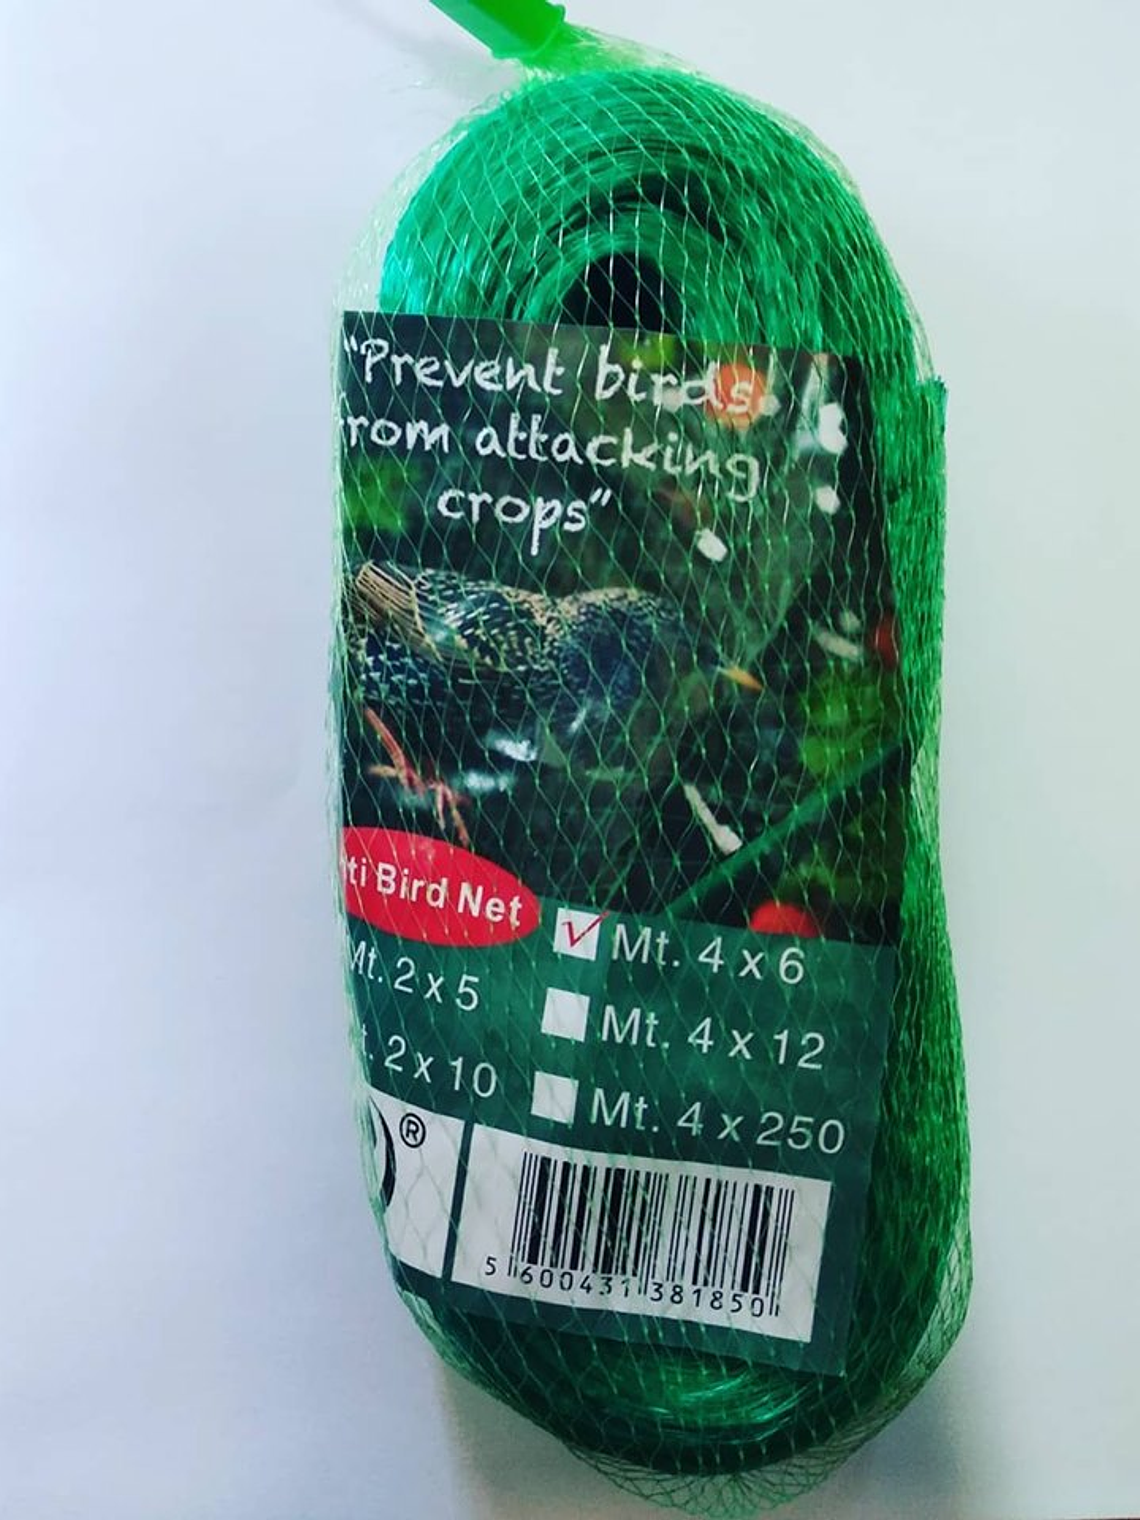 "Prevent birds
from attacking
crops"
Bird Net
Mt. 4 x 6
Mt. 2 x 5
Mt. 4 x 12
2 x 10
Mt. 4 x 250
®
5 600431 381850